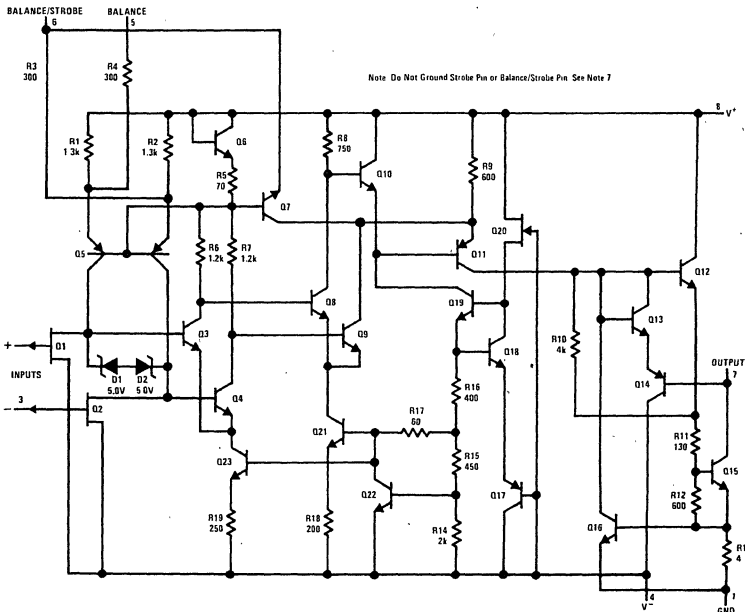 BALANCE/STROBE
6
BALANCE
5
R3
300
R4
300
Note Do Not Ground Strobe Pin or Balance/Strobe Pin See Note 7
8
V+
R1
1 3k
R2
1.3k
Q6
R5
70
R8
750
Q10
R9
600
Q7
Q20
Q5
R6
1.2k
R7
1.2k
Q11
Q12
Q8
Q19
Q3
Q9
Q18
R10
4k
Q13
+
Q1
D1
5.0V
D2
5 0V
INPUTS
Q14
OUTPUT
7
R16
400
-
3
Q2
Q4
R17
60
R11
130
Q21
Q15
Q23
R15
450
Q22
Q17
R12
600
Q16
R19
250
R18
200
R14
2k
R1
4
4
V-
1
GND